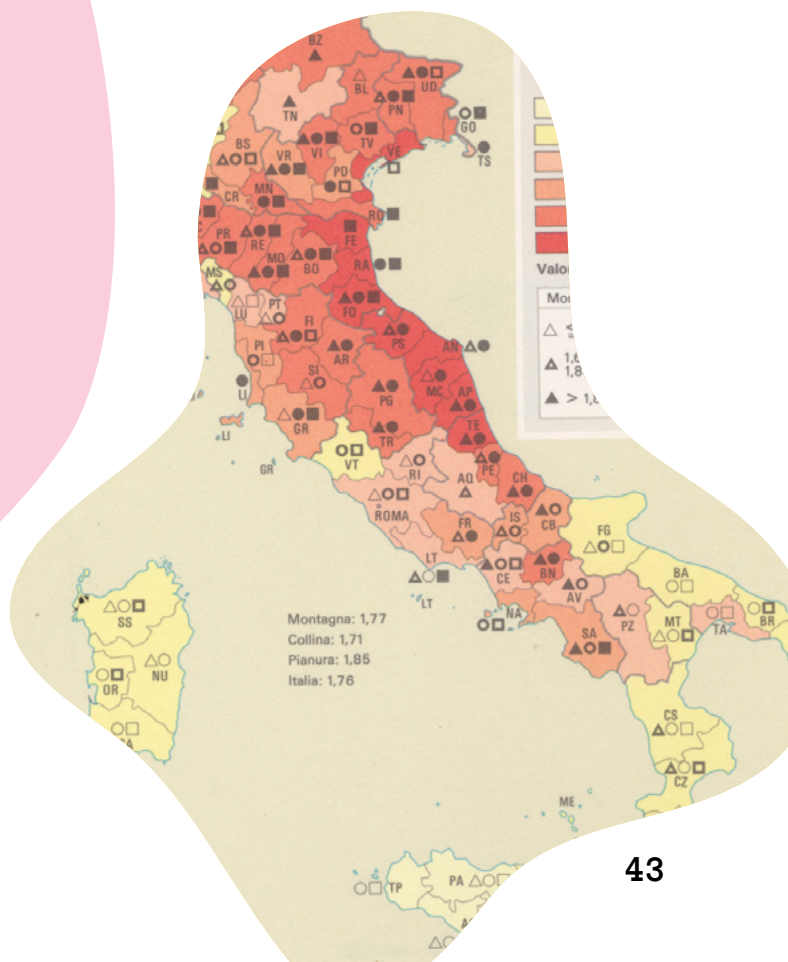 BZ
BL
UD
PN
TN
GO
TV
BS
VR
VI
VE
TS
PD
MN
CR
RO
PR
RE
FE
MO
BO
RA
MS
LU
PT
FO
FI
PS
PI
AR
AN
SI
MC
AP
LI
PG
GR
TR
TE
LI
VT
PE
RI
AQ
CH
GR
ROMA
IS
CB
FR
FG
LT
CE
BN
BA
AV
LT
NA
PZ
MT
TA
BR
SA
SS
NU
OR
CS
CZ
ME
TP
PA
Montagna: 1,77
Collina: 1,71
Pianura: 1,85
Italia: 1,76
43